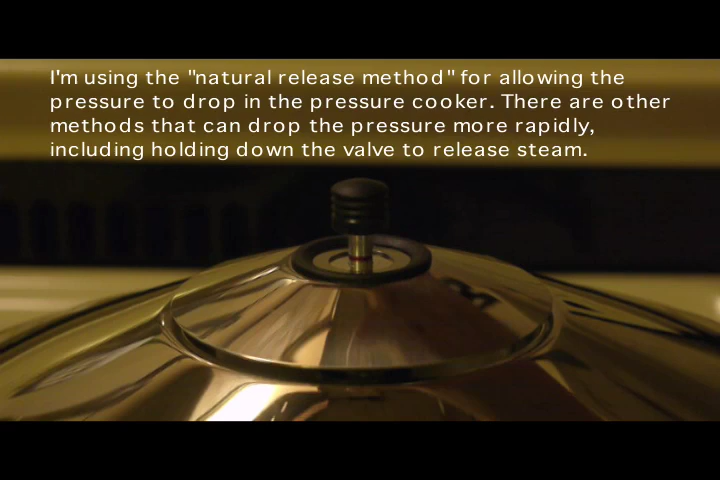 I'm using the "natural release method" for allowing the
pressure to drop in the pressure cooker. There are other
methods that can drop the pressure more rapidly,
including holding down the valve to release steam.